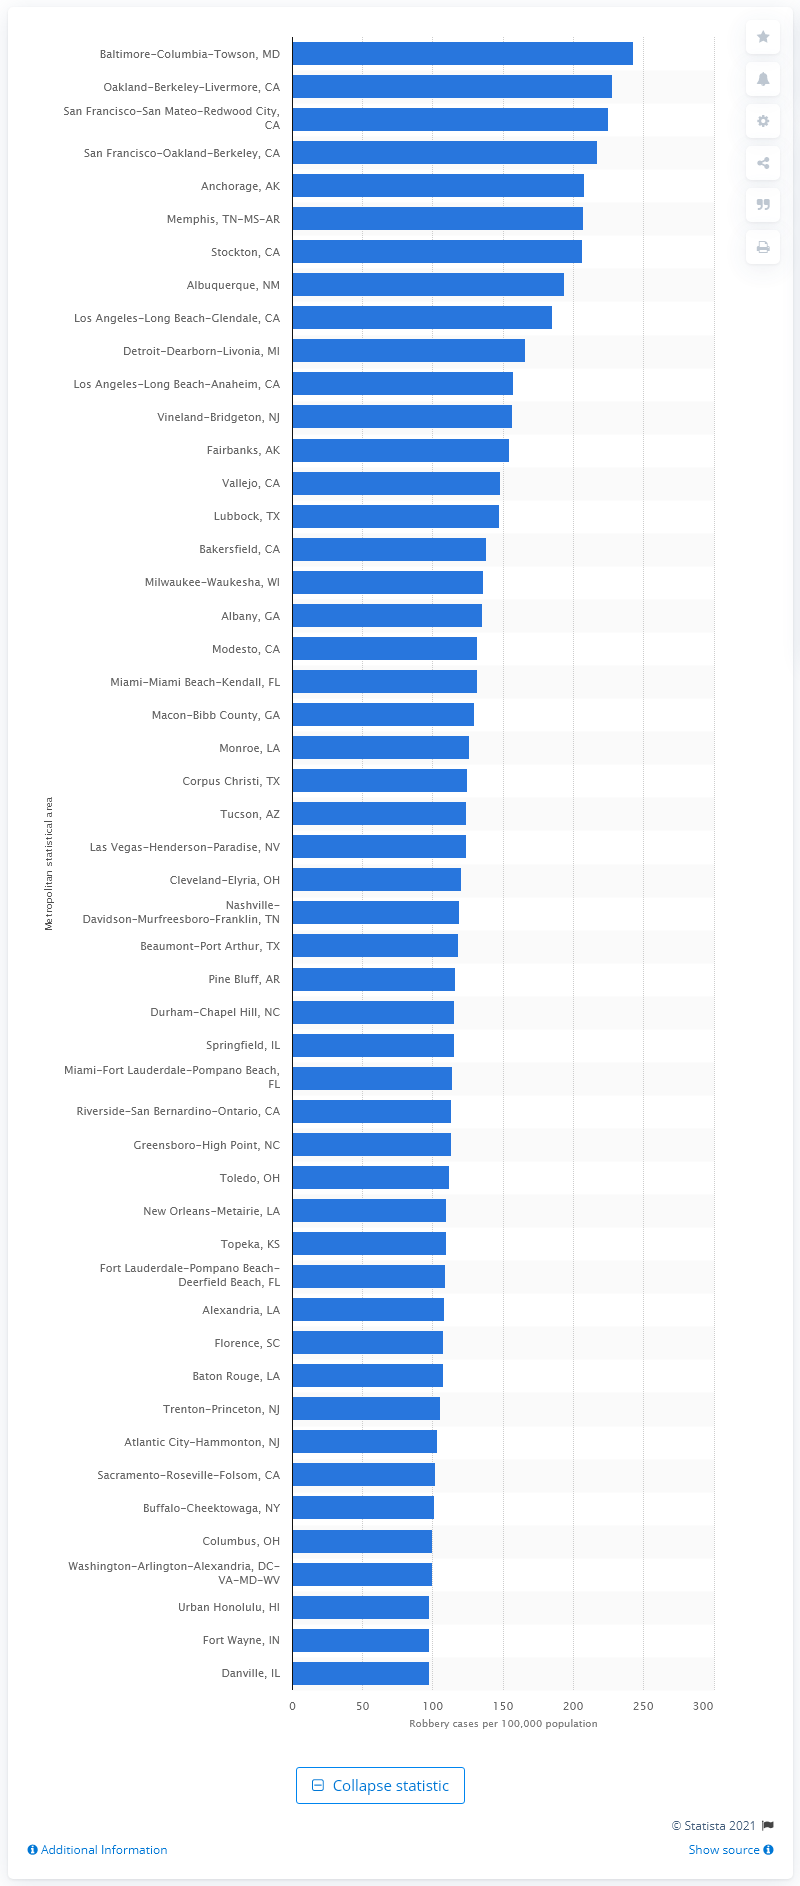 Baltimore-Columbia-Towson, MD
Oakland-Berkeley-Livermore, CA
San Francisco-San Mateo-Redwood City,
CA
San Francisco-Oakland-Berkeley, CA
Anchorage, AK
Memphis, TN-MS-AR
Stockton, CA
Albuquerque, NM
Los Angeles-Long Beach-Glendale, CA
Detroit-Dearborn-Livonia, MI
Los Angeles-Long Beach-Anaheim, CA
Vineland-Bridgeton, NJ
Fairbanks, AK
Vallejo, CA
Lubbock, TX
Bakersfield, CA
Milwaukee-Waukesha, WI
Albany, GA
Modesto, CA
Miami-Miami Beach-Kendall, FL
Macon-Bibb County, GA
Monroe, LA
Corpus Christi, TX
Tucson, AZ
Las Vegas-Henderson-Paradise, NV
Cleveland-Elyria, OH
Nashville-
Davidson-Murfreesboro-Franklin, TN
Beaumont-Port Arthur, TX
Pine Bluff, AR
Durham-Chapel Hill, NC
Springfield, IL
Miami-Fort Lauderdale-Pompano Beach,
FL
Riverside-San Bernardino-Ontario, CA
Greensboro-High Point, NC
Toledo, OH
New Orleans-Metairie, LA
Topeka, KS
Fort Lauderdale-Pompano Beach-
Deerfield Beach, FL
Alexandria, LA
Florence, SC
Baton Rouge, LA
Trenton-Princeton, NJ
Atlantic City-Hammonton, NJ
Sacramento-Roseville-Folsom, CA
Buffalo-Cheektowaga, NY
Columbus, OH
Washington-Arlington-Alexandria, DC-
VA-MD-WV
Urban Honolulu, HI
Fort Wayne, IN
Danville, IL
Metropolitan statistical area
0 50 100 150 200 250 300
Robbery cases per 100,000 population
Collapse statistic
© Statista 2021
Additional Information
Show source